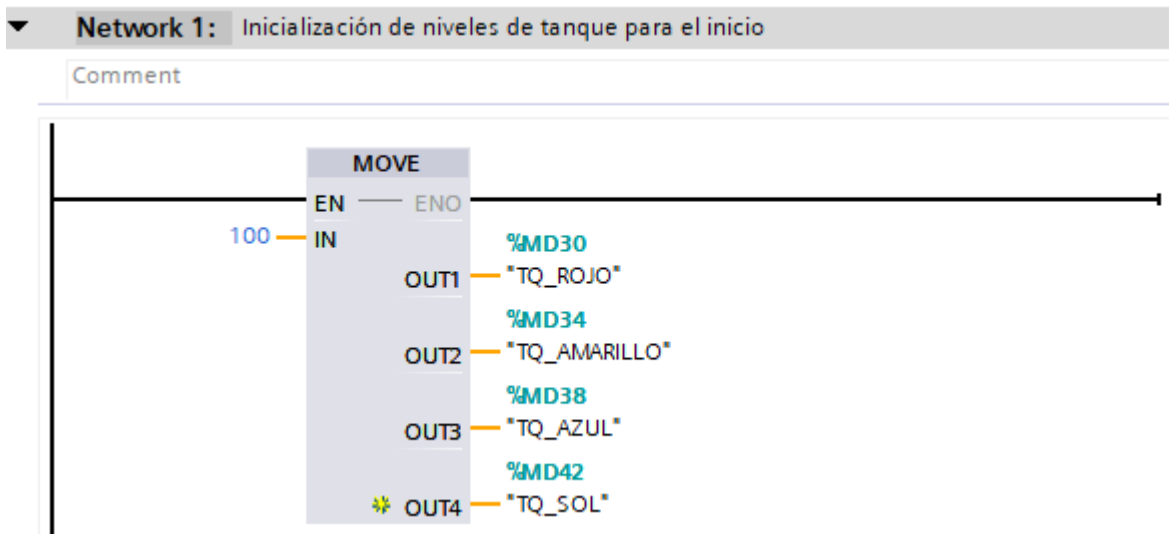 Network 1: Inicialización de niveles de tanque para el inicio
Comment
MOVE
EN ENO
100 IN
%MD30
OUT1 "TQ_ROJO"
%MD34
OUT2 "TQ_AMARILLO"
%MD38
OUT3 "TQ_AZUL"
%MD42
OUT4 "TQ_SOL"